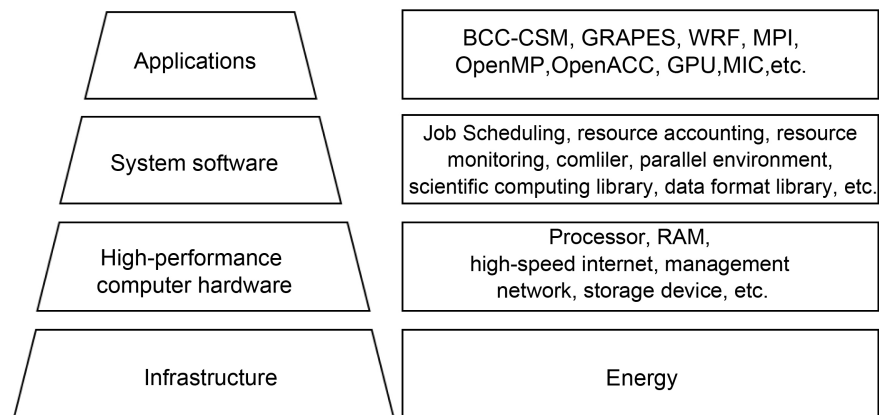 Applications
BCC-CSM, GRAPES, WRF, MPI,
OpenMP,OpenACC, GPU,MIC,etc.
System software
Job Scheduling, resource accounting, resource
monitoring, comliler, parallel environment,
scientific computing library, data format library, etc.
High-performance
computer hardware
Processor, RAM,
high-speed internet, management
network, storage device, etc.
Infrastructure
Energy